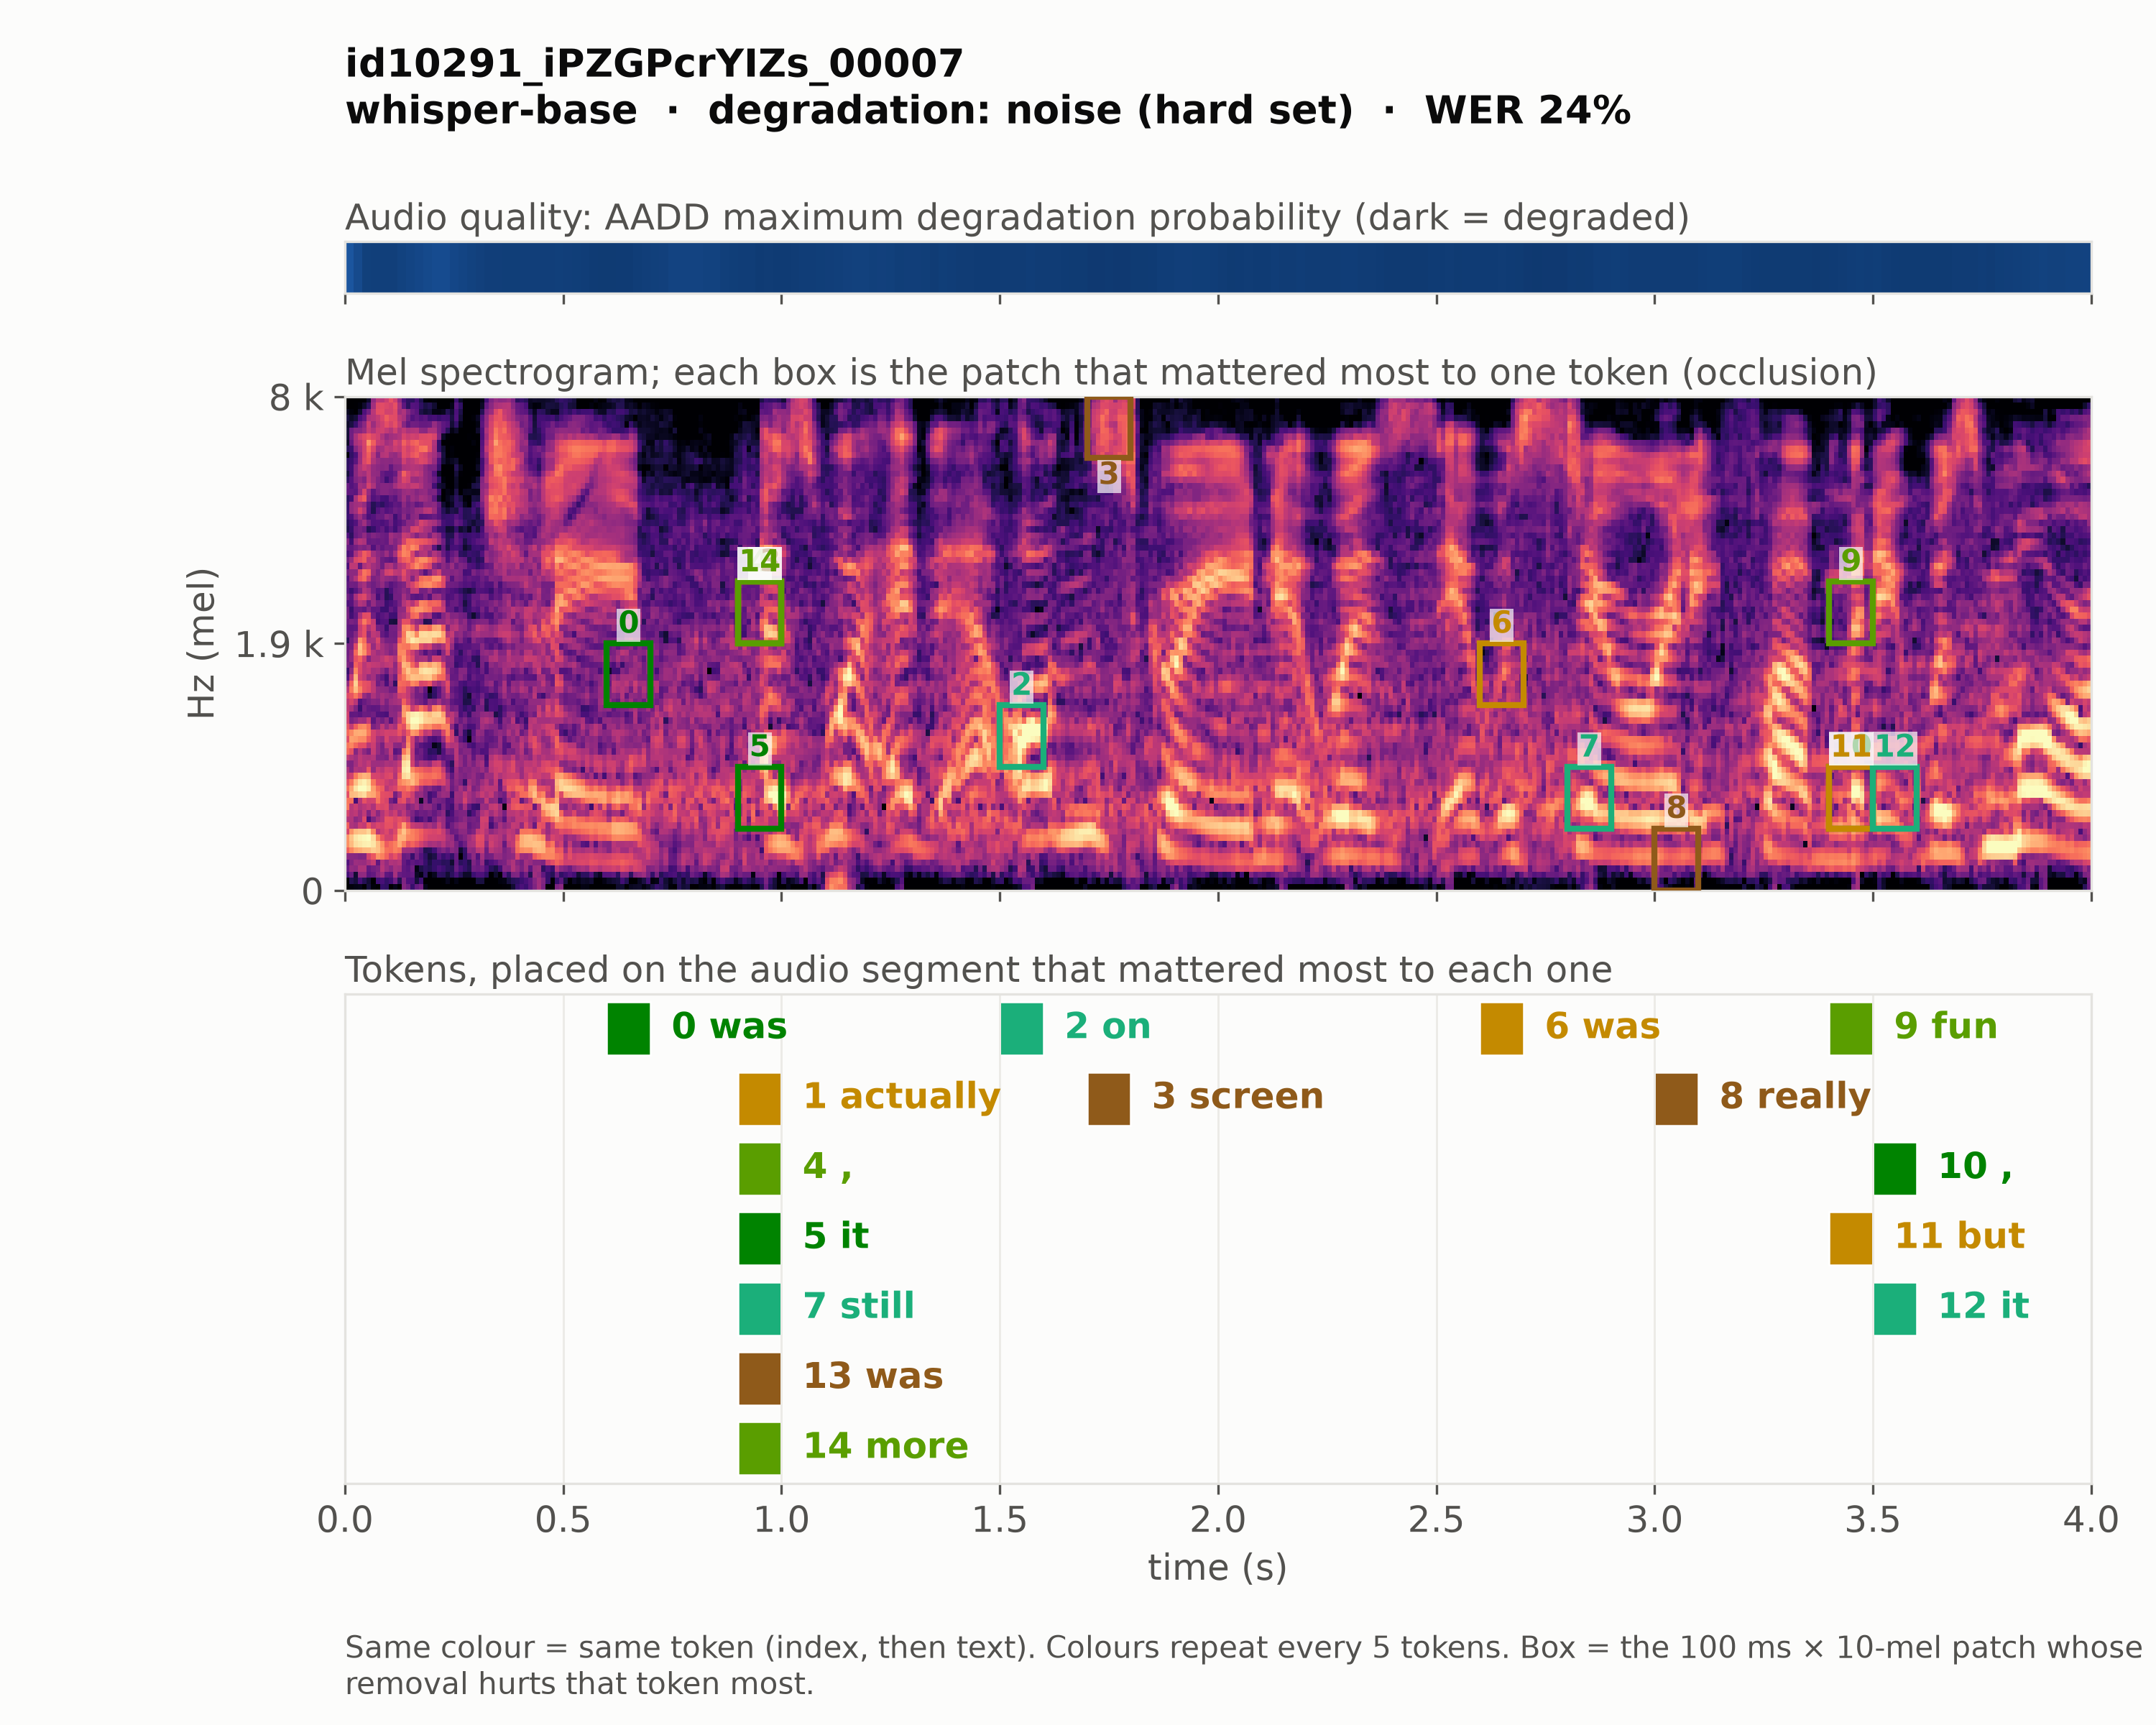 id10291_iPZGPcrYIZs_00007
whisper-base · degradation: noise (hard set) · WER 24%
Audio quality: AADD maximum degradation probability (dark = degraded)
Mel spectrogram; each box is the patch that mattered most to one token (occlusion)
8 k
1.9 k
0
Hz (mel)
3
14
9
0
6
2
5
7
11
12
8
Tokens, placed on the audio segment that mattered most to each one
0 was
2 on
6 was
9 fun
1 actually
3 screen
8 really
4 ,
10 ,
5 it
11 but
7 still
12 it
13 was
14 more
0.0 0.5 1.0 1.5 2.0 2.5 3.0 3.5 4.0
time (s)
Same colour = same token (index, then text). Colours repeat every 5 tokens. Box = the 100 ms × 10-mel patch whose
removal hurts that token most.